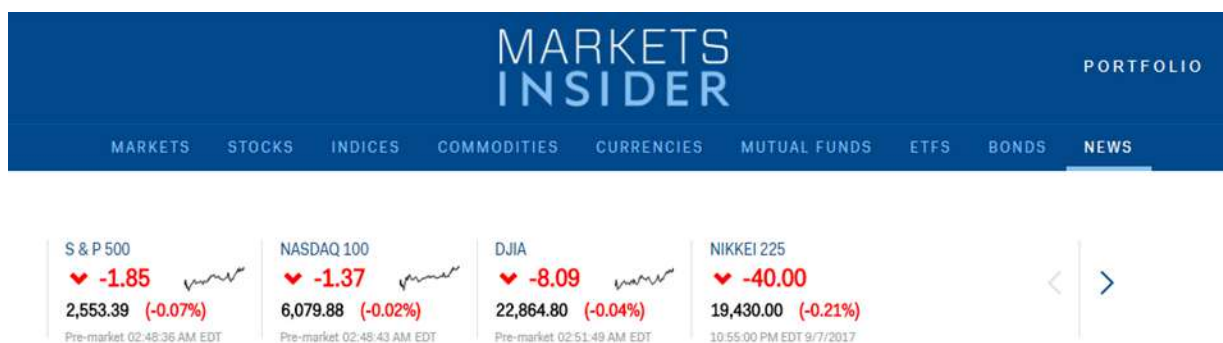 MARKETS
INSIDER
PORTFOLIO
MARKETS STOCKS INDICES COMMODITIES CURRENCIES MUTUAL FUNDS ETFS BONDS NEWS
S & P 500 NASDAQ 100 DJIA NIKKEI 225
-1.85 -1.37 -8.09 -40.00
2,553.39 (-0.07%) 6,079.88 (-0.02%) 22,864.80 (-0.04%) 19,430.00 (-0.21%)
Pre-market 02:48:36 AM EDT Pre-market 02:48:43 AM EDT Pre-market 02:51:49 AM EDT 10:55:00 PM EDT 9/7/2017